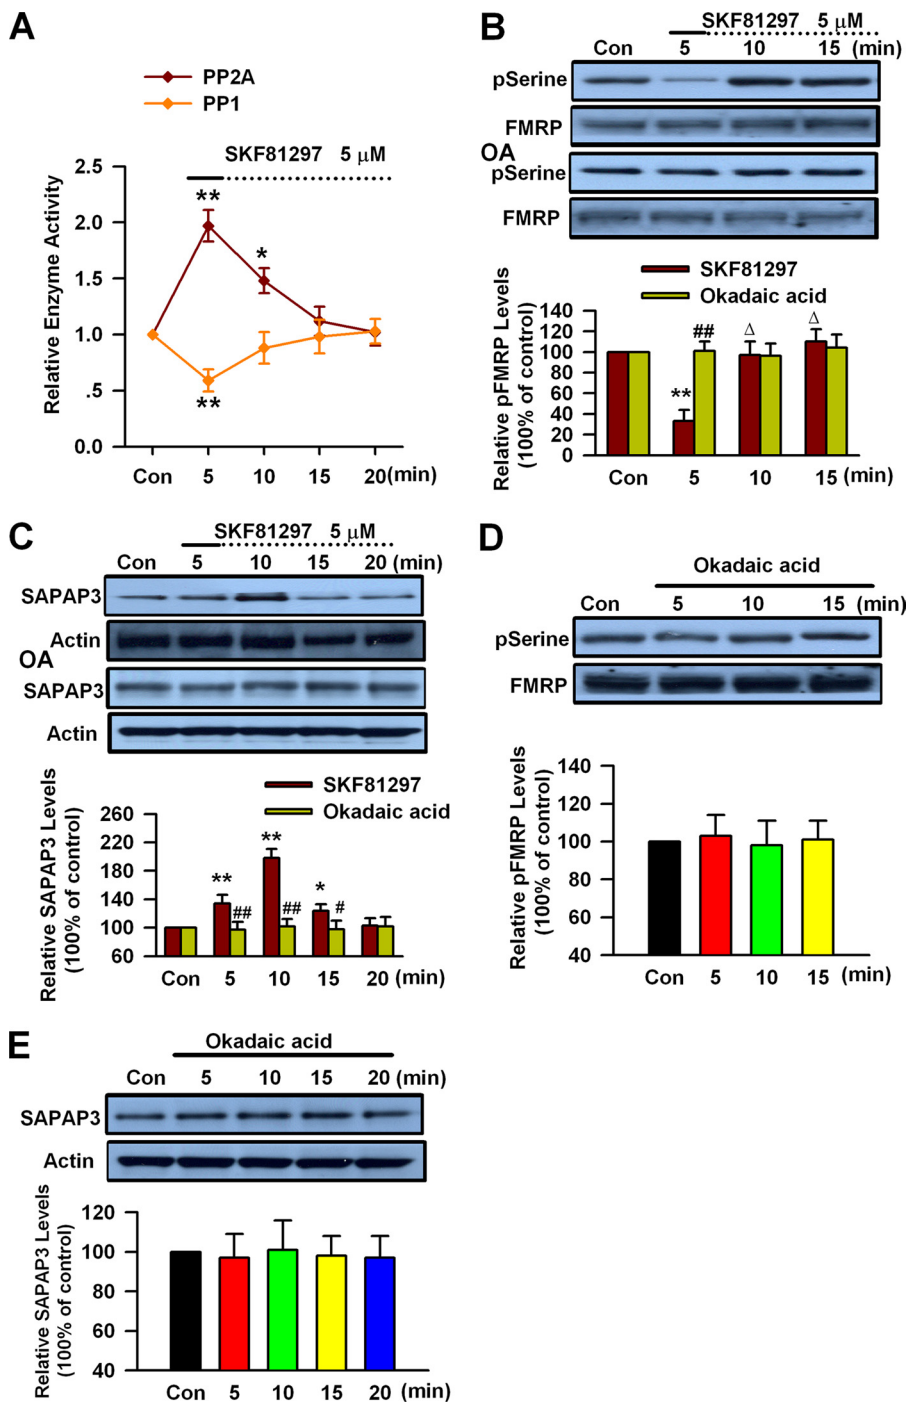 A
PP2A
PP1
SKF81297 5 μM
Relative Enzyme Activity
2.5
2.0
1.5
1.0
.5
0.0
**
*
**
Con 5 10 15 20(min)
B
SKF81297 5 μM
Con 5 10 15 (min)
pSerine
FMRP
OA
pSerine
FMRP
SKF81297
Okadaic acid
Relative pFMRP Levels
(100% of control)
140
120
100
80
60
40
20
0
** ## Δ Δ
Con 5 10 15 (min)
C
SKF81297 5 μM
Con 5 10 15 20 (min)
SAPAP3
Actin
OA
SAPAP3
Actin
SKF81297
Okadaic acid
Relative SAPAP3 Levels
(100% of control)
260
220
180
140
100
60
** ## ** ## * #
Con 5 10 15 20 (min)
D
Okadaic acid
Con 5 10 15 (min)
pSerine
FMRP
Relative pFMRP Levels
(100% of control)
140
120
100
80
60
40
Con 5 10 15 (min)
E
Okadaic acid
Con 5 10 15 20 (min)
SAPAP3
Actin
Relative SAPAP3 Levels
(100% of control)
120
100
80
60
40
Con 5 10 15 20 (min)